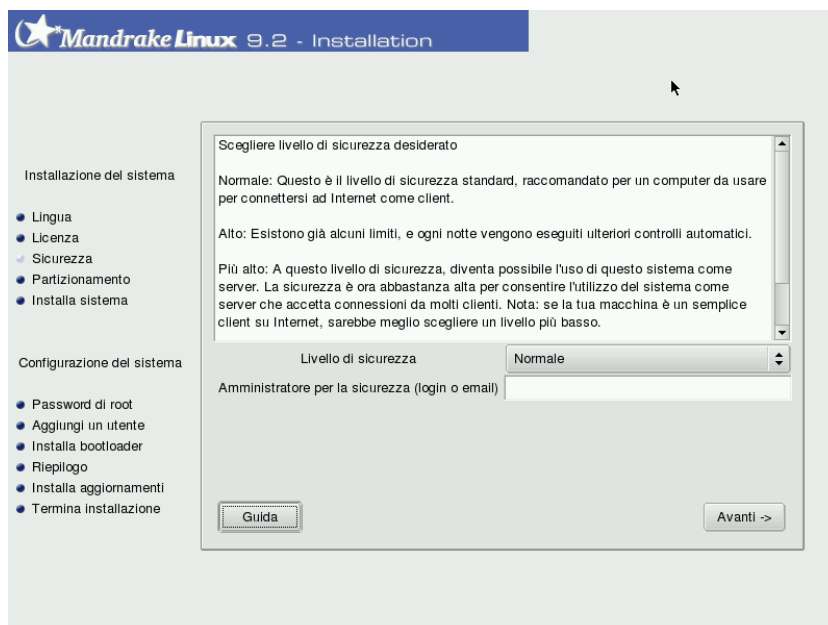 Mandrake Linux 9.2 - Installation
Installazione del sistema
Lingua
Licenza
Sicurezza
Partizionamento
Installa sistema
Configurazione del sistema
Password di root
Aggiungi un utente
Installa bootloader
Riepilogo
Installa aggiornamenti
Termina installazione
Scegliere livello di sicurezza desiderato
Normale: Questo è il livello di sicurezza standard, raccomandato per un computer da usare
per connettersi ad Internet come client.
Alto: Esistono già alcuni limiti, e ogni notte vengono eseguiti ulteriori controlli automatici.
Più alto: A questo livello di sicurezza, diventa possibile l'uso di questo sistema come
server. La sicurezza è ora abbastanza alta per consentire l'utilizzo del sistema come
server che accetta connessioni da molti clienti. Nota: se la tua macchina è un semplice
client su Internet, sarebbe meglio scegliere un livello più basso.
Livello di sicurezza
Normale
Amministratore per la sicurezza (login o email)
Guida
Avanti ->